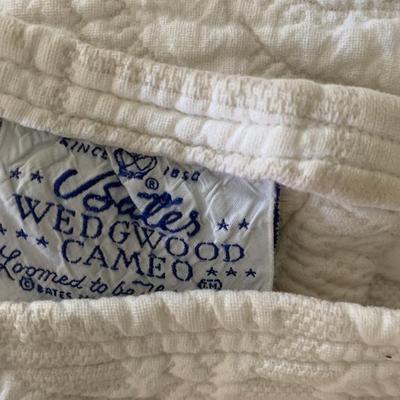 SINCE 1850
Bates ®
WEDGWOOD
CAMEO
Loomed to be
© BATES T.M.